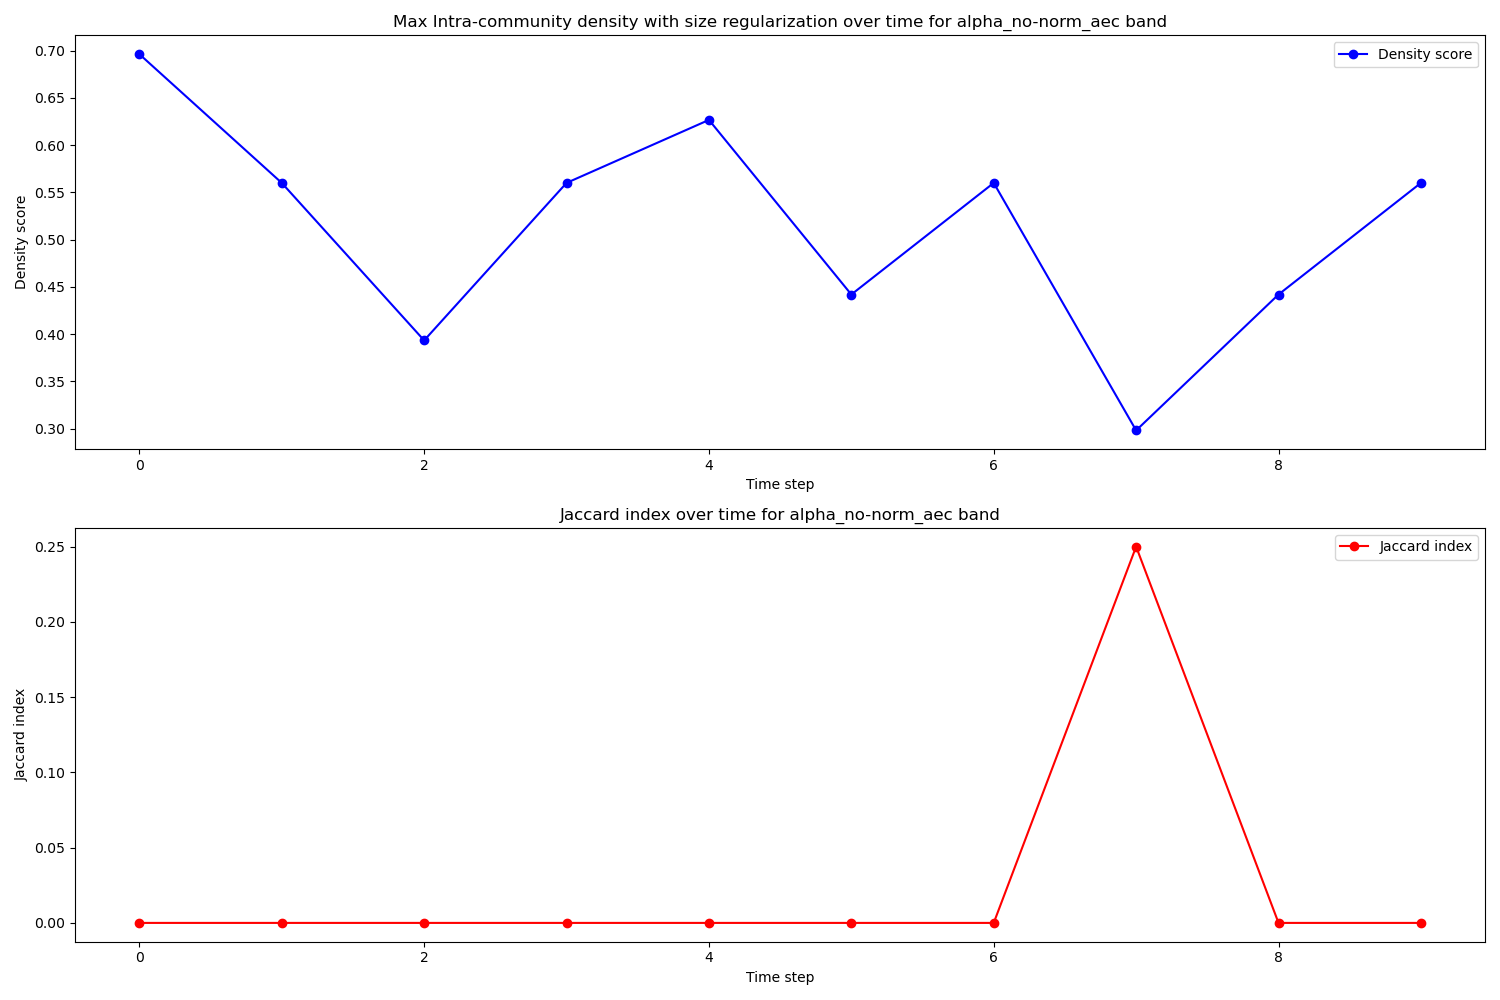 Max Intra-community density with size regularization over time for alpha_no-norm_aec band
Density score
0.70
0.65
0.60
0.55
0.50
0.45
0.40
0.35
0.30
Density score
0 2 4 6 8
Time step
Jaccard index over time for alpha_no-norm_aec band
Jaccard index
0.25
0.20
0.15
0.10
0.05
0.00
Jaccard index
0 2 4 6 8
Time step